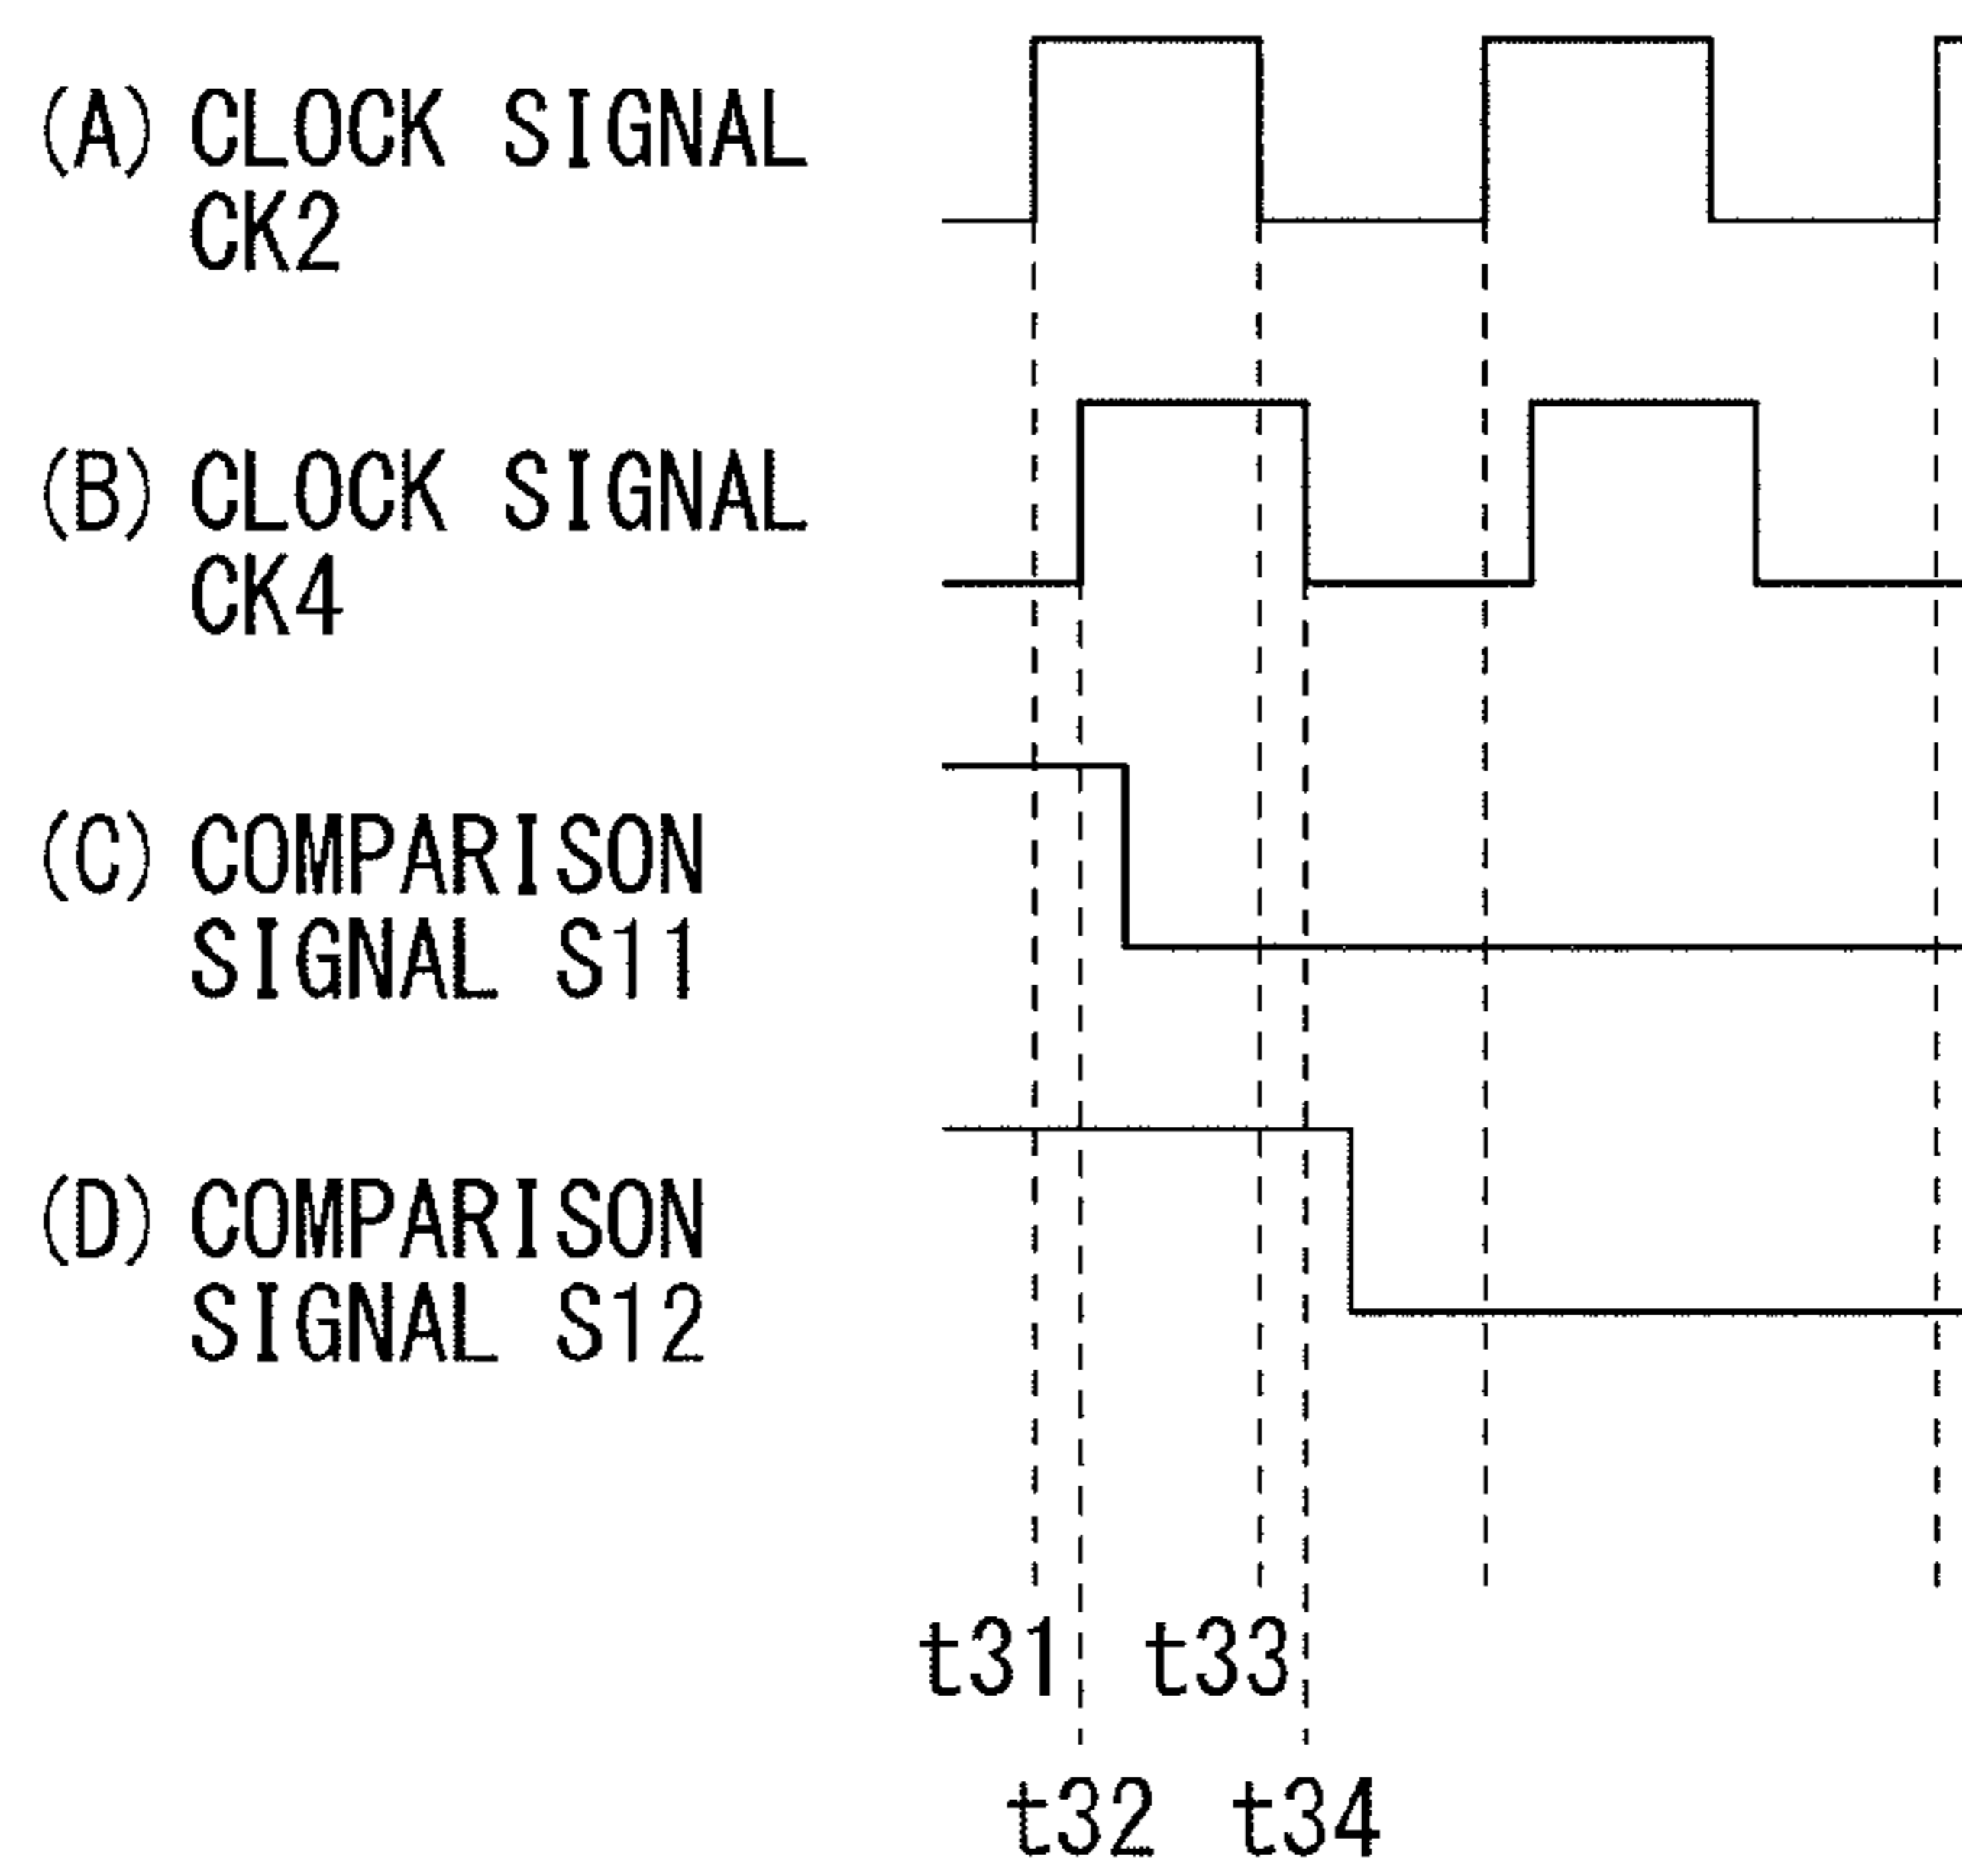 (A) CLOCK SIGNAL
CK2
(B) CLOCK SIGNAL
CK4
(C) COMPARISON
SIGNAL S11
(D) COMPARISON
SIGNAL S12
t31 t33
t32 t34